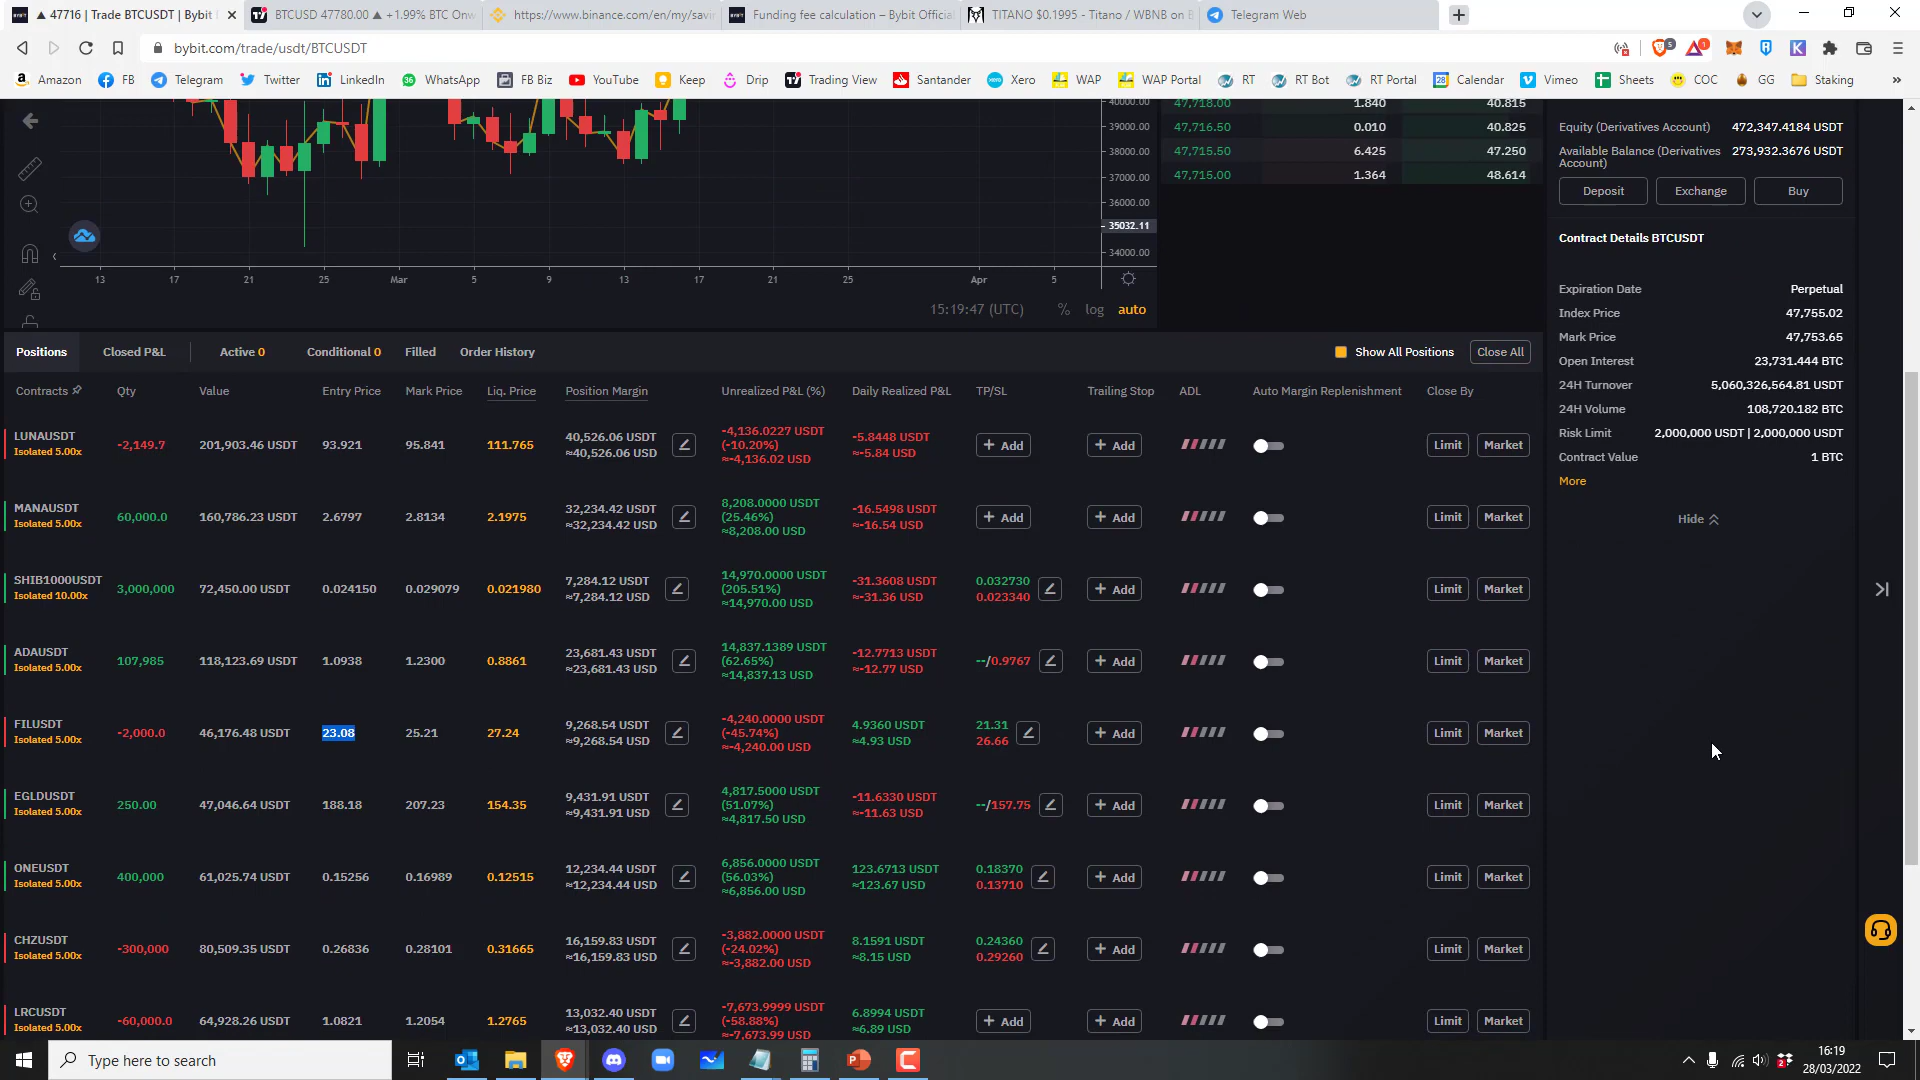 ▲ 47716 | Trade BTCUSDT | Bybit
BTCUSD 47780.00 ▲ +1.99% BTC Onw
https://www.binance.com/en/my/savi
Funding fee calculation – Bybit Officia
TITANO $0.1995 - Titano / WBNB on B
Telegram Web
bybit.com/trade/usdt/BTCUSDT
Amazon
FB
Telegram
Twitter
LinkedIn
WhatsApp
FB Biz
YouTube
Keep
Drip
Trading View
Santander
Xero
WAP
WAP Portal
RT
RT Bot
RT Portal
Calendar
Vimeo
Sheets
COC
GG
Staking
40000.00
39000.00
38000.00
37000.00
36000.00
35032.11
34000.00
13 17 21 25 Mar 5 9 13 17 21 25 Apr 5
15:19:47 (UTC) % log auto
47,718.00 1.840 40.815
47,716.50 0.010 40.825
47,715.50 6.425 47.250
47,715.00 1.364 48.614
Equity (Derivatives Account) 472,347.4184 USDT
Available Balance (Derivatives 273,932.3676 USDT
Account)
Deposit Exchange Buy
Contract Details BTCUSDT
Expiration Date Perpetual
Index Price 47,755.02
Mark Price 47,753.65
Open Interest 23,731.444 BTC
24H Turnover 5,060,326,564.81 USDT
24H Volume 108,720.182 BTC
Risk Limit 2,000,000 USDT | 2,000,000 USDT
Contract Value 1 BTC
More
Hide
Positions Closed P&L Active 0 Conditional 0 Filled Order History Show All Positions Close All
Contracts Qty Value Entry Price Mark Price Liq. Price Position Margin Unrealized P&L (%) Daily Realized P&L TP/SL Trailing Stop ADL Auto Margin Replenishment Close By
LUNAUSDT
Isolated 5.00x
-2,149.7 201,903.46 USDT 93.921 95.841 111.765
40,526.06 USDT
≈40,526.06 USD
-4,136.0227 USDT
(-10.20%)
≈-4,136.02 USD
-5.8448 USDT
≈-5.84 USD
+ Add + Add Limit Market
MANAUSDT
Isolated 5.00x
60,000.0 160,786.23 USDT 2.6797 2.8134 2.1975
32,234.42 USDT
≈32,234.42 USD
8,208.0000 USDT
(25.46%)
≈8,208.00 USD
-16.5498 USDT
≈-16.54 USD
+ Add + Add Limit Market
SHIB1000USDT
Isolated 10.00x
3,000,000 72,450.00 USDT 0.024150 0.029079 0.021980
7,284.12 USDT
≈7,284.12 USD
14,970.0000 USDT
(205.51%)
≈14,970.00 USD
-31.3608 USDT
≈-31.36 USD
0.032730
0.023340
+ Add Limit Market
ADAUSDT
Isolated 5.00x
107,985 118,123.69 USDT 1.0938 1.2300 0.8861
23,681.43 USDT
≈23,681.43 USD
14,837.1389 USDT
(62.65%)
≈14,837.13 USD
-12.7713 USDT
≈-12.77 USD
--/0.9767
+ Add Limit Market
FILUSDT
Isolated 5.00x
-2,000.0 46,176.48 USDT 23.08 25.21 27.24
9,268.54 USDT
≈9,268.54 USD
-4,240.0000 USDT
(-45.74%)
≈-4,240.00 USD
4.9360 USDT
≈4.93 USD
21.31
26.66
+ Add Limit Market
EGLDUSDT
Isolated 5.00x
250.00 47,046.64 USDT 188.18 207.23 154.35
9,431.91 USDT
≈9,431.91 USD
4,817.5000 USDT
(51.07%)
≈4,817.50 USD
-11.6330 USDT
≈-11.63 USD
--/157.75
+ Add Limit Market
ONEUSDT
Isolated 5.00x
400,000 61,025.74 USDT 0.15256 0.16989 0.12515
12,234.44 USDT
≈12,234.44 USD
6,856.0000 USDT
(56.03%)
≈6,856.00 USD
123.6713 USDT
≈123.67 USD
0.18370
0.13710
+ Add Limit Market
CHZUSDT
Isolated 5.00x
-300,000 80,509.35 USDT 0.26836 0.28101 0.31665
16,159.83 USDT
≈16,159.83 USD
-3,882.0000 USDT
(-24.02%)
≈-3,882.00 USD
8.1591 USDT
≈8.15 USD
0.24360
0.29260
+ Add Limit Market
LRCUSDT
Isolated 5.00x
-60,000.0 64,928.26 USDT 1.0821 1.2054 1.2765
13,032.40 USDT
≈13,032.40 USD
-7,673.9999 USDT
(-58.88%)
≈-7,673.99 USD
6.8994 USDT
≈6.89 USD
+ Add + Add Limit Market
Type here to search
16:19
28/03/2022